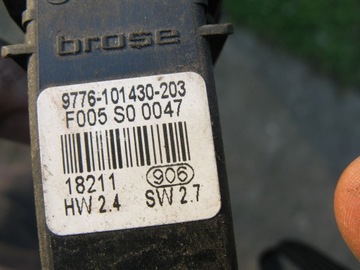 brose
9776-101430-203
F005 S0 0047
18211 906
HW 2.4 SW 2.7